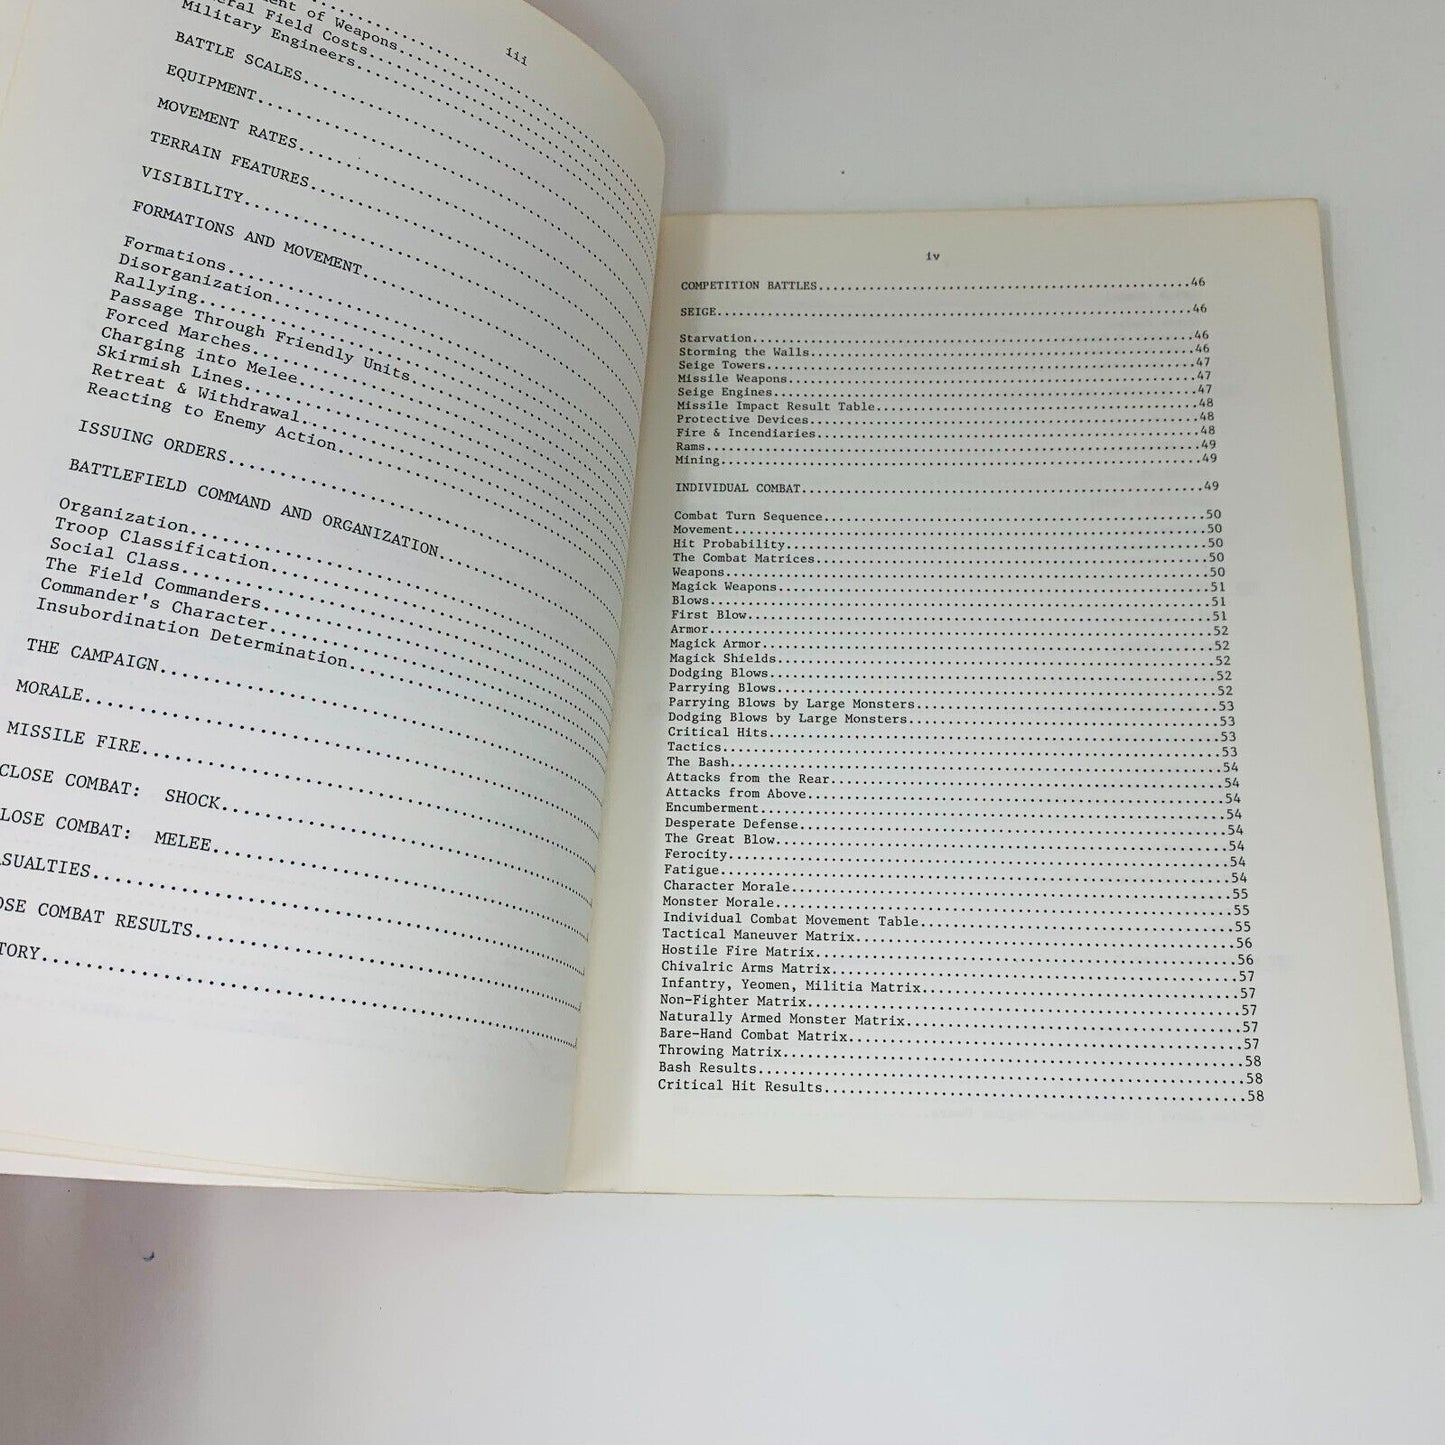 iii
of Weapons..........
Field Costs..........
Military Engineers..........
BATTLE SCALES..........
EQUIPMENT..........
MOVEMENT RATES..........
TERRAIN FEATURES..........
VISIBILITY..........
FORMATIONS AND MOVEMENT..........
Formations..........
Disorganization..........
Rallying..........
Passage Through Friendly Units..........
Forced Marches..........
Charging into Melee..........
Skirmish Lines..........
Retreat & Withdrawal..........
Reacting to Enemy Action..........
ISSUING ORDERS..........
BATTLEFIELD COMMAND AND ORGANIZATION..........
Organization..........
Troop Classification..........
Social Class..........
The Field Commanders..........
Commander's Character..........
Insubordination Determination..........
THE CAMPAIGN..........
MORALE..........
MISSILE FIRE..........
CLOSE COMBAT: SHOCK..........
LOSE COMBAT: MELEE..........
ASUALTIES..........
OSE COMBAT RESULTS..........
TORY..........
iv
COMPETITION BATTLES..........46
SEIGE..........46
Starvation..........46
Storming the Walls..........46
Seige Towers..........47
Missile Weapons..........47
Seige Engines..........47
Missile Impact Result Table..........48
Protective Devices..........48
Fire & Incendiaries..........48
Rams..........49
Mining..........49
INDIVIDUAL COMBAT..........49
Combat Turn Sequence..........50
Movement..........50
Hit Probability..........50
The Combat Matrices..........50
Weapons..........50
Magick Weapons..........51
Blows..........51
First Blow..........51
Armor..........52
Magick Armor..........52
Magick Shields..........52
Dodging Blows..........52
Parrying Blows..........52
Parrying Blows by Large Monsters..........53
Dodging Blows by Large Monsters..........53
Critical Hits..........53
Tactics..........53
The Bash..........54
Attacks from the Rear..........54
Attacks from Above..........54
Encumberment..........54
Desperate Defense..........54
The Great Blow..........54
Ferocity..........54
Fatigue..........54
Character Morale..........55
Monster Morale..........55
Individual Combat Movement Table..........55
Tactical Maneuver Matrix..........56
Hostile Fire Matrix..........56
Chivalric Arms Matrix..........57
Infantry, Yeomen, Militia Matrix..........57
Non-Fighter Matrix..........57
Naturally Armed Monster Matrix..........57
Bare-Hand Combat Matrix..........57
Throwing Matrix..........58
Bash Results..........58
Critical Hit Results..........58